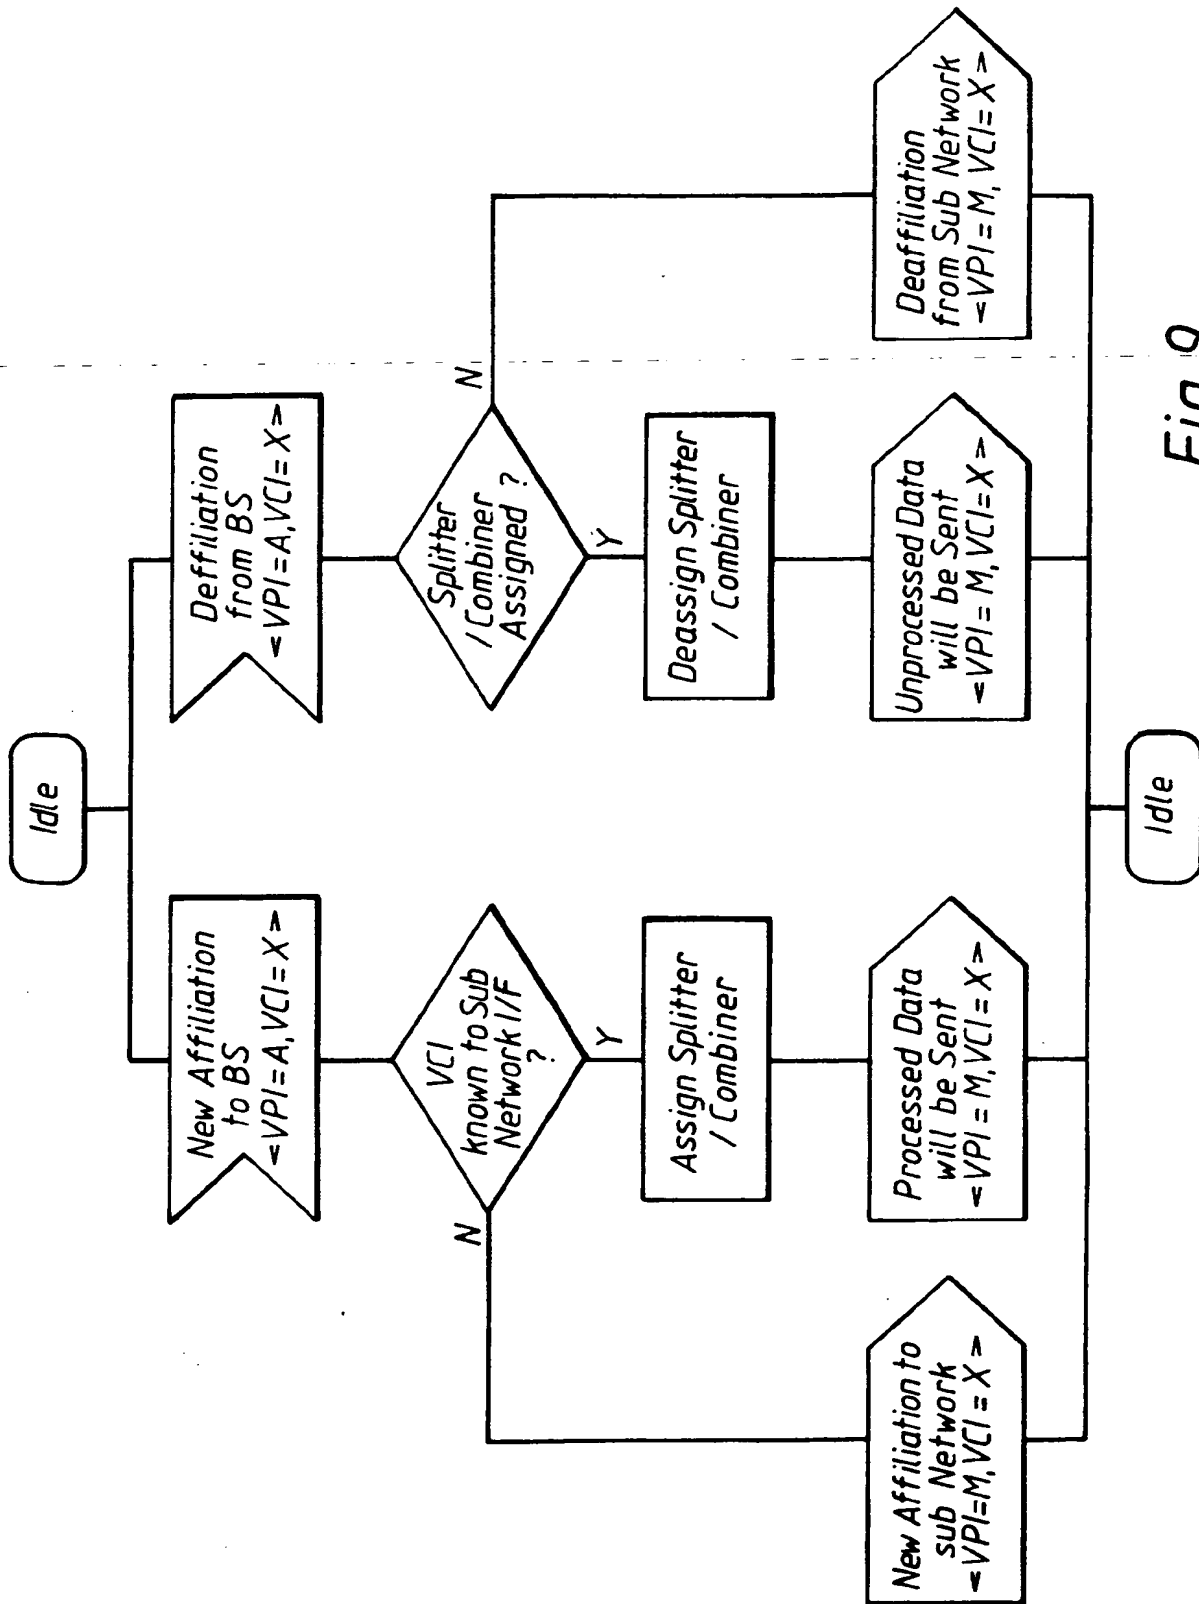 Idle
New Affiliation
to BS
<VPI=A,VCI=X>
Deffiliation
from BS
<VPI=A,VCI=X>
VCI
known to Sub
Network I/F
?
N
Y
Splitter
/Combiner
Assigned ?
N
Y
Assign Splitter
/ Combiner
Deassign Splitter
/ Combiner
New Affiliation to
sub Network
<VPI=M,VCI=X>
Processed Data
will be Sent
<VPI=M,VCI=X>
Unprocessed Data
will be Sent
<VPI=M,VCI=X>
Deaffiliation
from Sub Network
<VPI=M,VCI=X>
Idle
Fig. 9